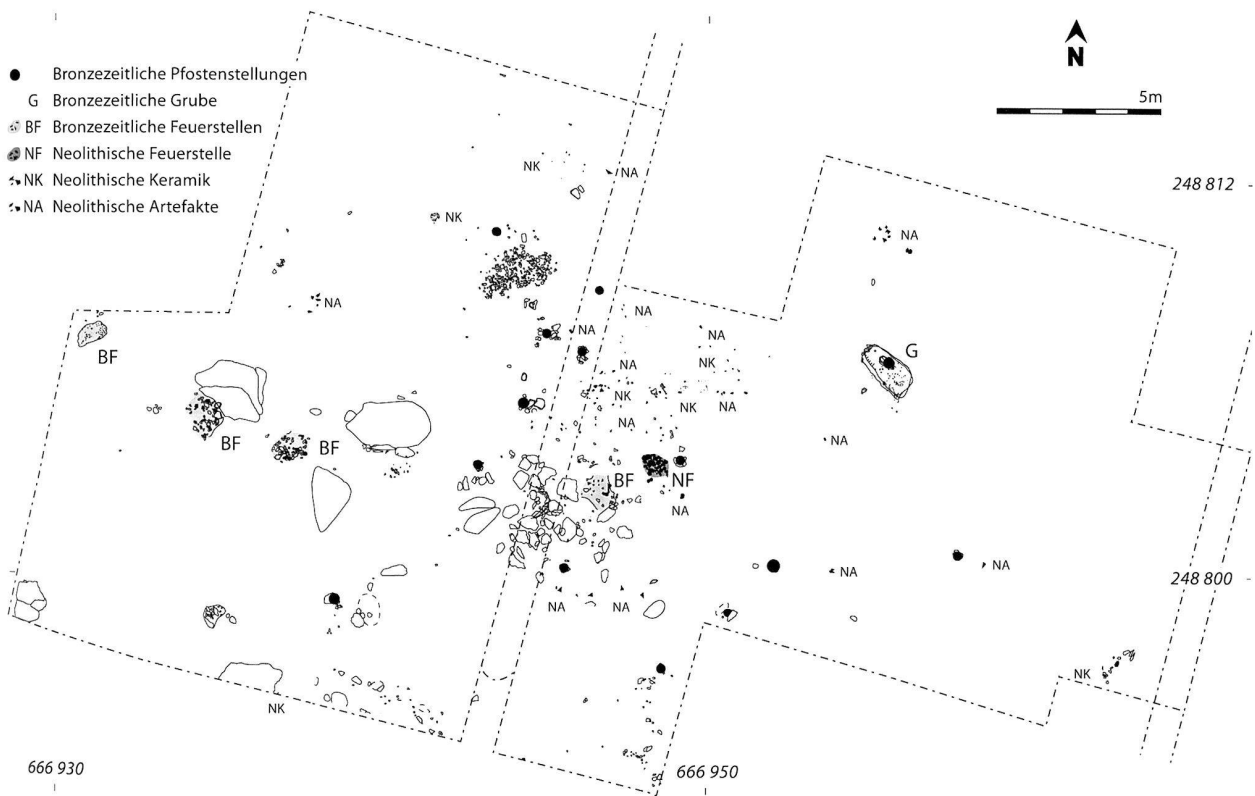 N
5m
● Bronzezeitliche Pfostenstellungen
G Bronzezeitliche Grube
BF Bronzezeitliche Feuerstellen
NF Neolithische Feuerstelle
NK Neolithische Keramik
NA Neolithische Artefakte
NK
NA
248 812
NK
NA
NA
NA
NA
NA
G
BF
NA
NK
NK
NK
NA
NA
NA
BF
BF
BF
NF
NA
NA
NA
248 800
NA
NA
NK
NK
666 930
666 950